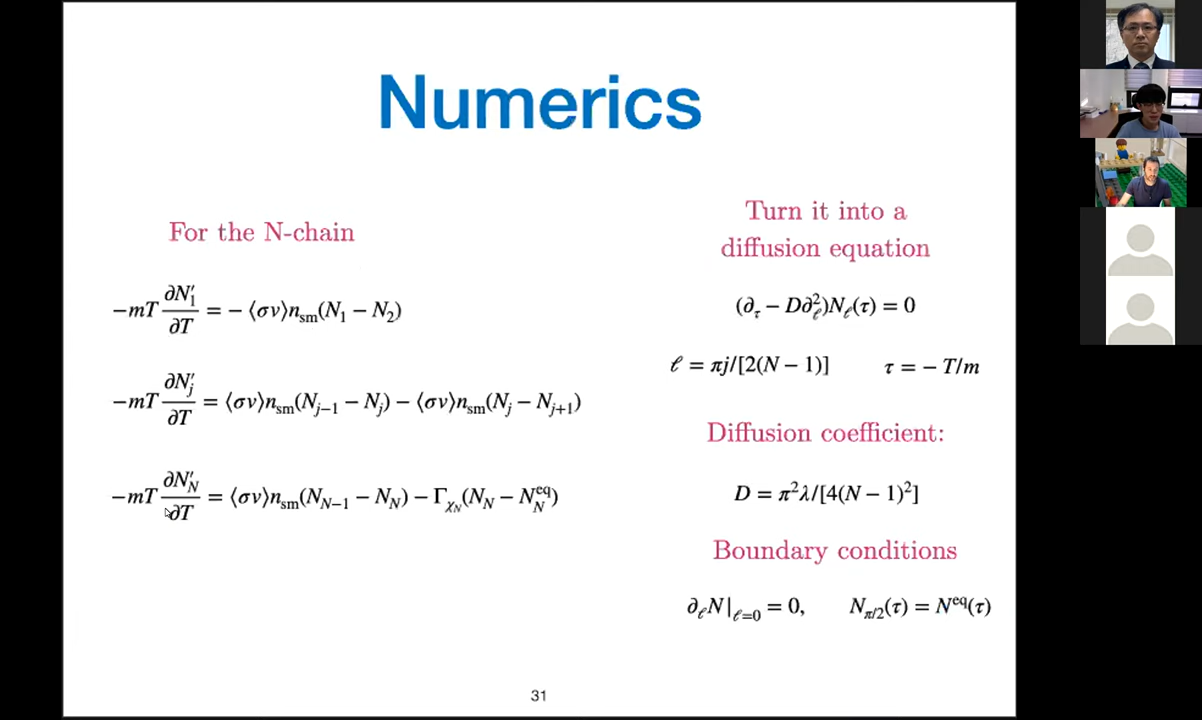 Numerics
For the N-chain
−mT ∂N′₁/∂T = − ⟨σv⟩n_sm(N₁ − N₂)
−mT ∂N′_j/∂T = ⟨σv⟩n_sm(N_{j−1} − N_j) − ⟨σv⟩n_sm(N_j − N_{j+1})
−mT ∂N′_N/∂T = ⟨σv⟩n_sm(N_{N−1} − N_N) − Γ_{χ_N}(N_N − N_N^eq)
Turn it into a
diffusion equation
(∂_τ − D∂²_ℓ)N_ℓ(τ) = 0
ℓ = πj/[2(N − 1)] τ = − T/m
Diffusion coefficient:
D = π²λ/[4(N − 1)²]
Boundary conditions
∂_ℓN|_{ℓ=0} = 0, N_{π/2}(τ) = N^eq(τ)
31